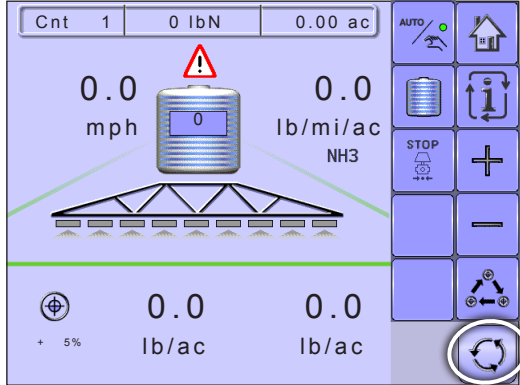 Cnt 1 0 lbN 0.00 ac
AUTO
0.0 0.0
0
mph lb/mi/ac
NH3
STOP
0.0 0.0
+ 5% lb/ac lb/ac